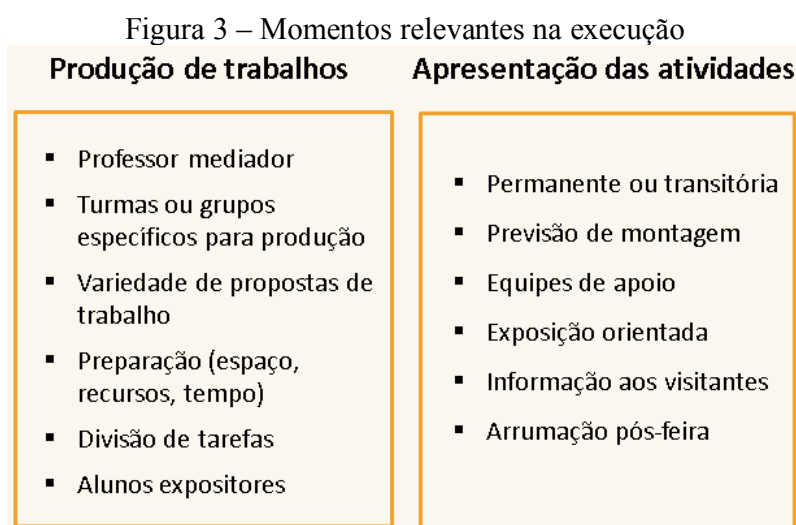 Figura 3 – Momentos relevantes na execução
Produção de trabalhos
▪ Professor mediador
▪ Turmas ou grupos
específicos para produção
▪ Variedade de propostas de
trabalho
▪ Preparação (espaço,
recursos, tempo)
▪ Divisão de tarefas
▪ Alunos expositores
Apresentação das atividades
▪ Permanente ou transitória
▪ Previsão de montagem
▪ Equipes de apoio
▪ Exposição orientada
▪ Informação aos visitantes
▪ Arrumação pós-feira